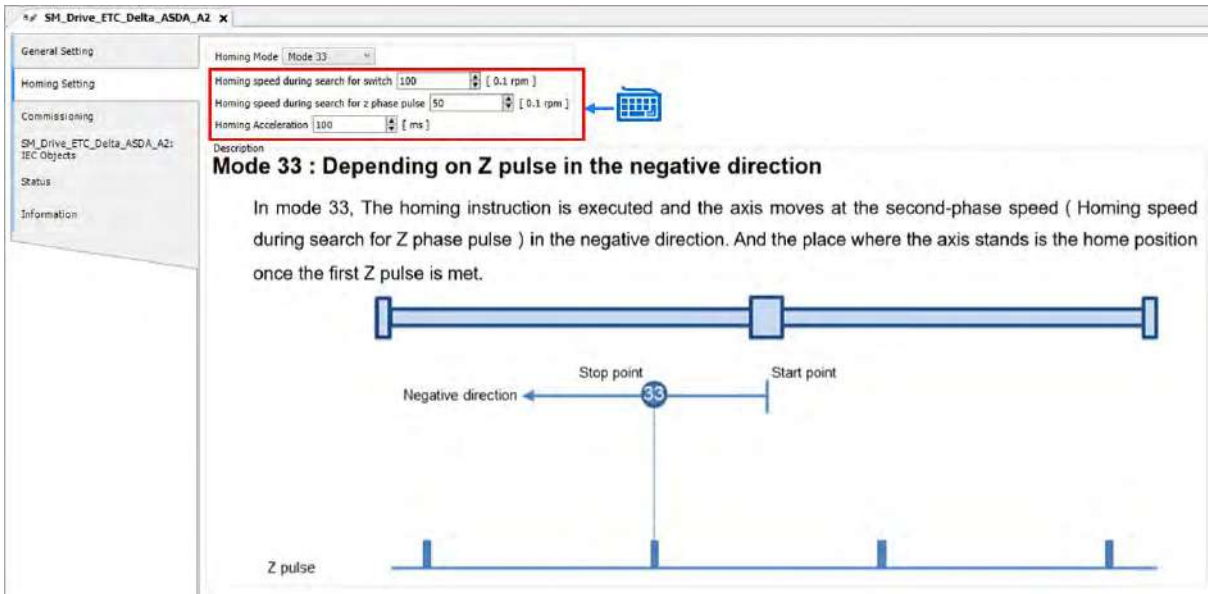 SM_Drive_ETC_Delta_ASDA_A2 x
General Setting
Homing Setting
Commissioning
SM_Drive_ETC_Delta_ASDA_A2:
IEC Objects
Status
Information
Homing Mode Mode 33
Homing speed during search for switch 100 [ 0.1 rpm ]
Homing speed during search for z phase pulse 50 [ 0.1 rpm ]
Homing Acceleration 100 [ ms ]
Description
Mode 33 : Depending on Z pulse in the negative direction
In mode 33, The homing instruction is executed and the axis moves at the second-phase speed ( Homing speed
during search for Z phase pulse ) in the negative direction. And the place where the axis stands is the home position
once the first Z pulse is met.
Stop point
Start point
Negative direction
33
Z pulse